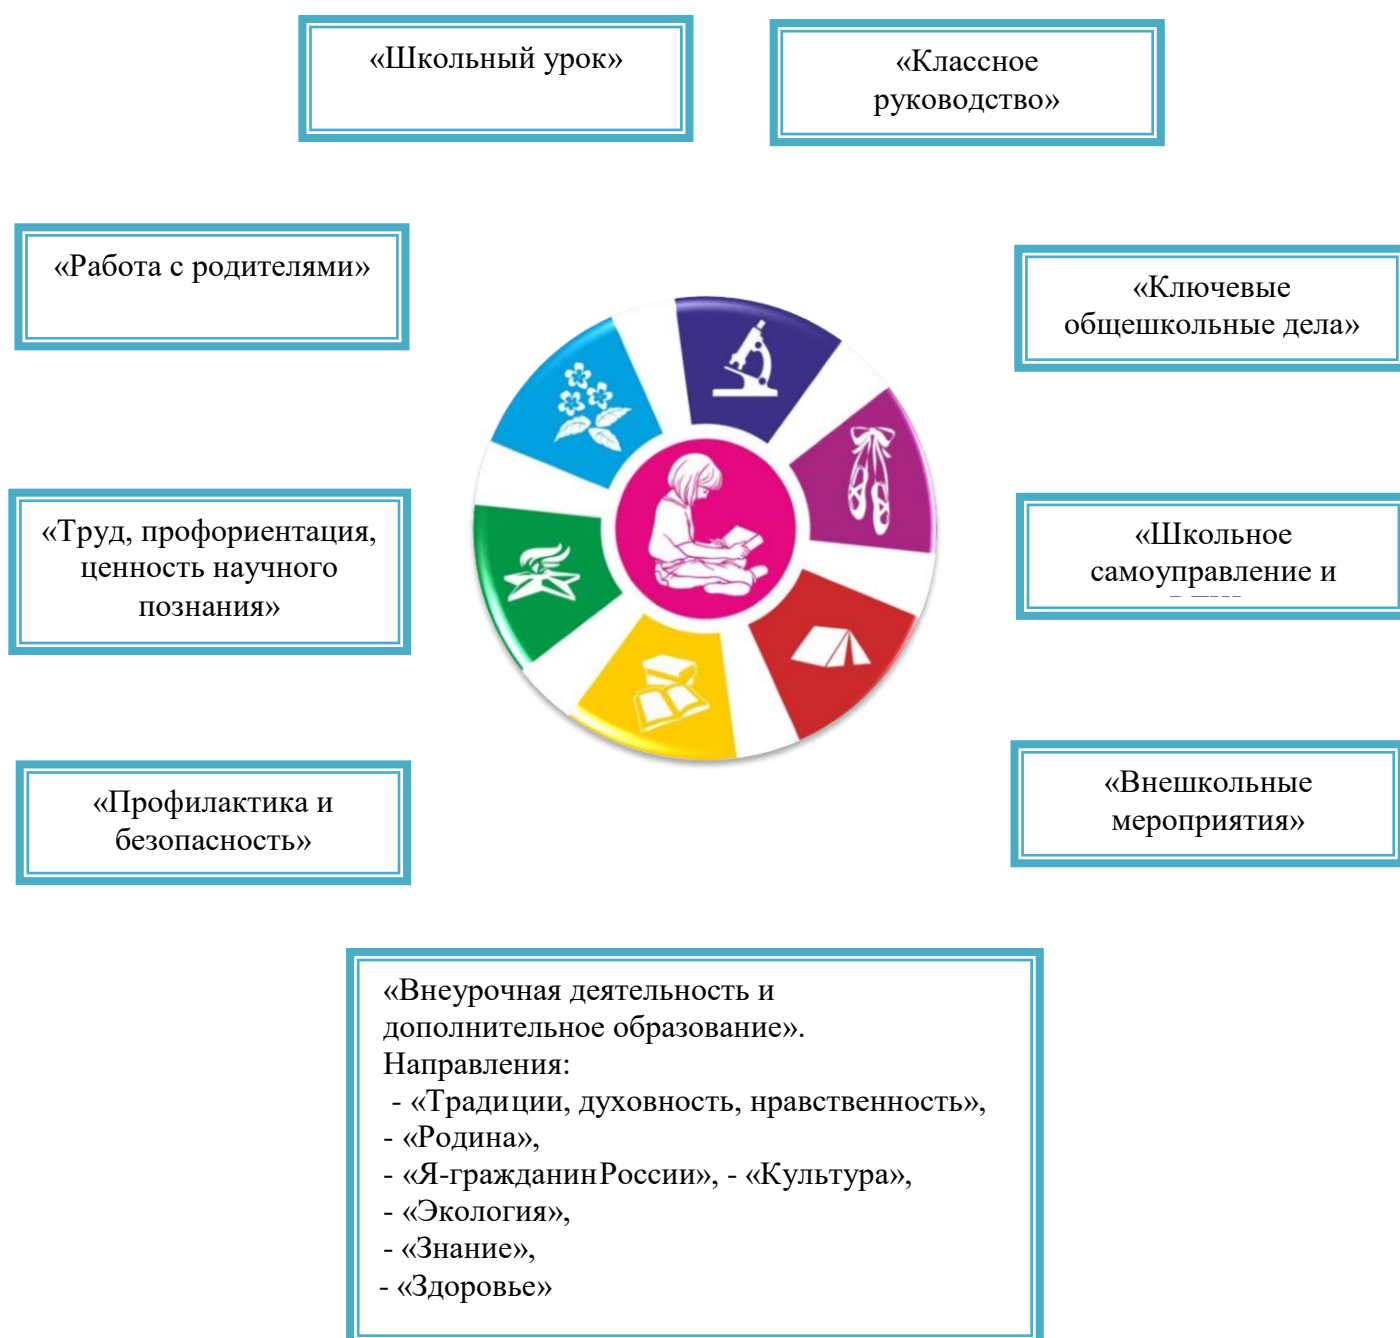 «Школьный урок»
«Классное
руководство»
«Работа с родителями»
«Ключевые
общешкольные дела»
«Труд, профориентация,
ценность научного
познания»
«Школьное
самоуправление и
«Профилактика и
безопасность»
«Внешкольные
мероприятия»
«Внеурочная деятельность и
дополнительное образование».
Направления:
- «Традиции, духовность, нравственность»,
- «Родина»,
- «Я-гражданин России», - «Культура»,
- «Экология»,
- «Знание»,
- «Здоровье»